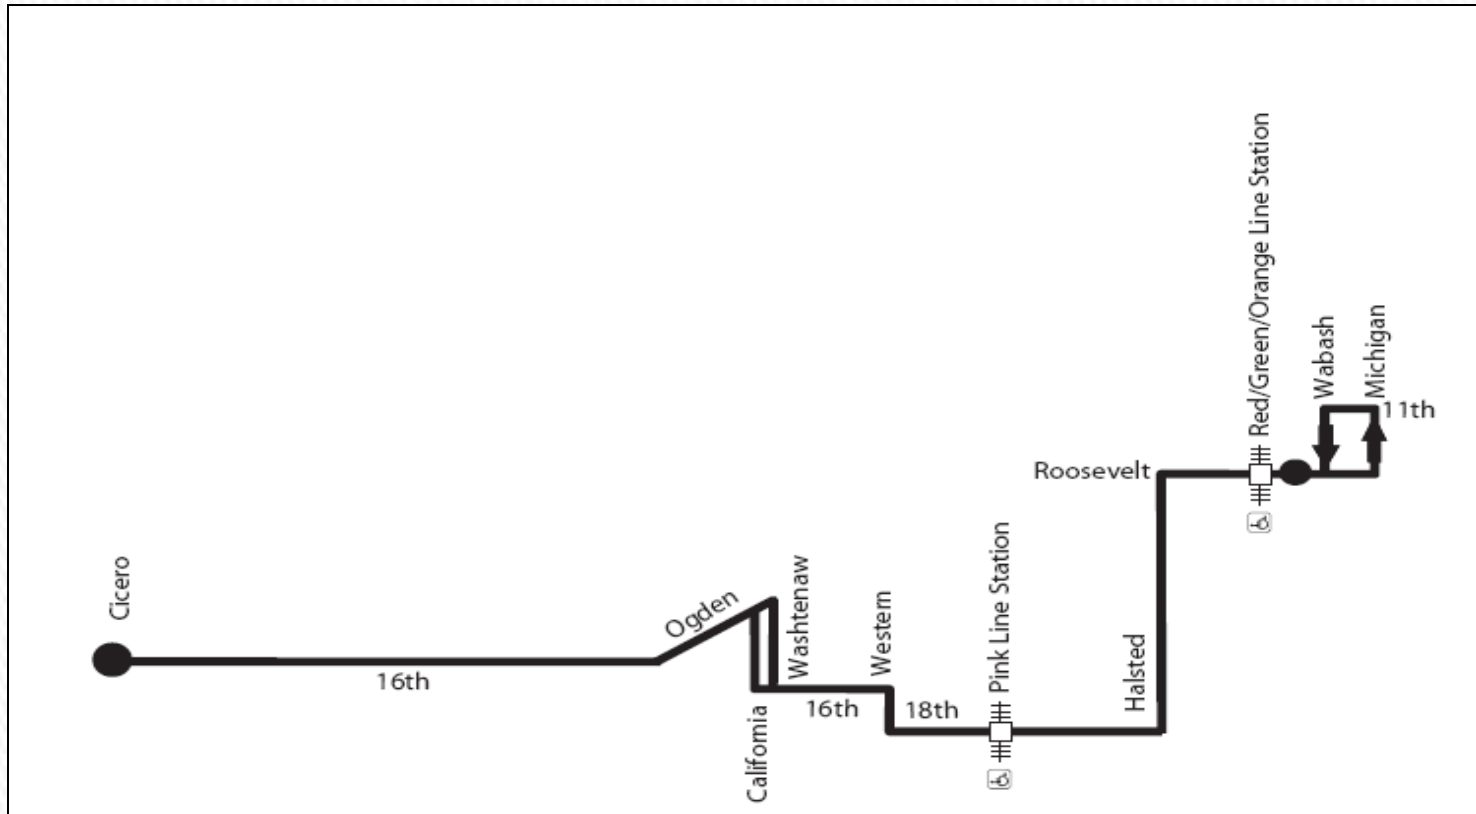 Red/Green/Orange Line Station
Wabash
Michigan
11th
Roosevelt
Cicero
Ogden
Washtenaw
Western
Pink Line Station
Halsted
16th
16th
18th
California